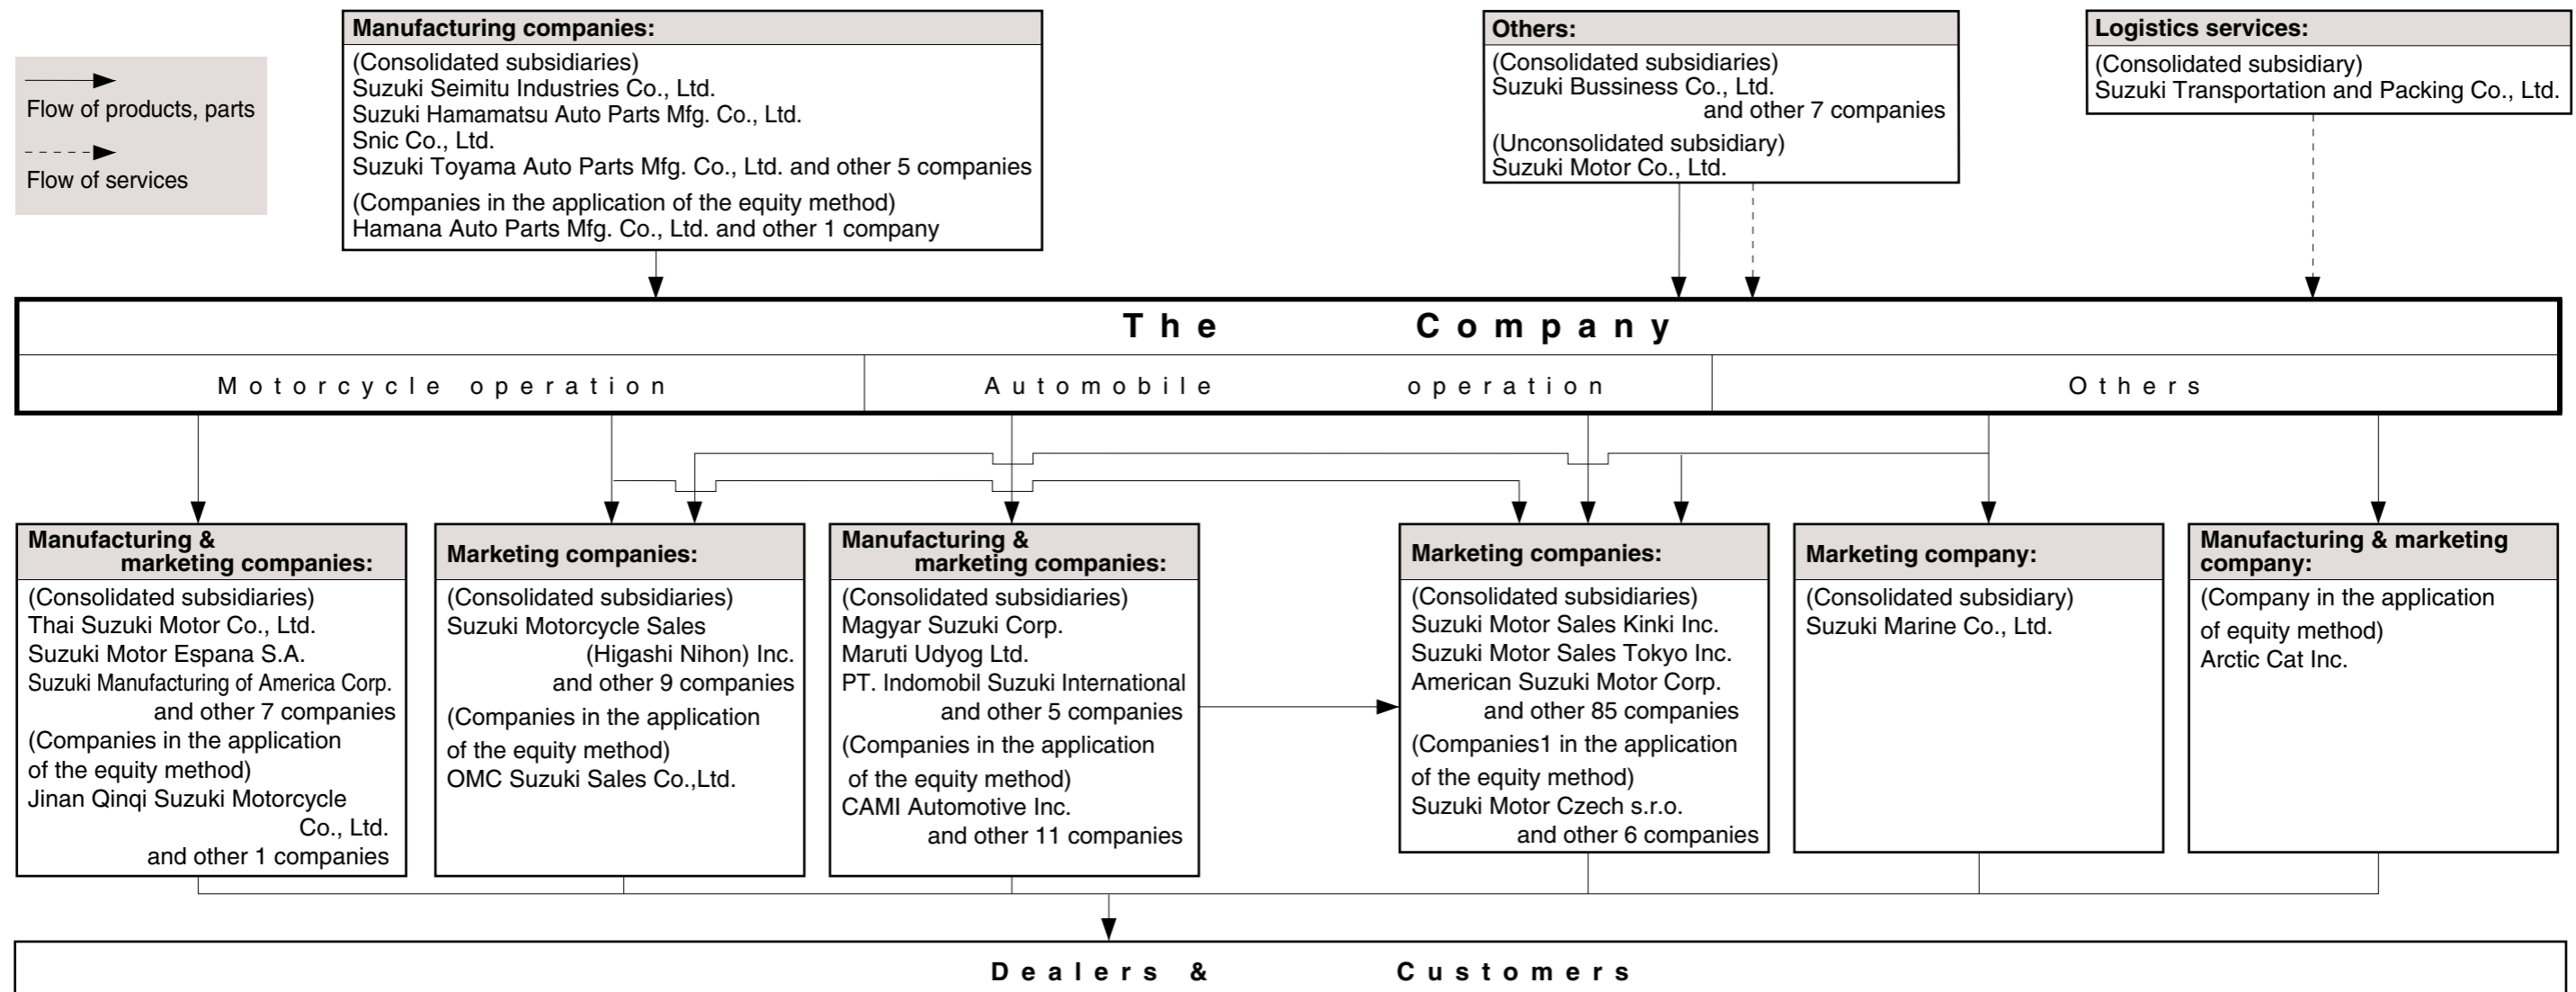 Flow of products, parts
Flow of services
Manufacturing companies:
(Consolidated subsidiaries)
Suzuki Seimitu Industries Co., Ltd.
Suzuki Hamamatsu Auto Parts Mfg. Co., Ltd.
Snic Co., Ltd.
Suzuki Toyama Auto Parts Mfg. Co., Ltd. and other 5 companies
(Companies in the application of the equity method)
Hamana Auto Parts Mfg. Co., Ltd. and other 1 company
Others:
(Consolidated subsidiaries)
Suzuki Bussiness Co., Ltd.
and other 7 companies
(Unconsolidated subsidiary)
Suzuki Motor Co., Ltd.
Logistics services:
(Consolidated subsidiary)
Suzuki Transportation and Packing Co., Ltd.
The Company
Motorcycle operation
Automobile operation
Others
Manufacturing &
marketing companies:
(Consolidated subsidiaries)
Thai Suzuki Motor Co., Ltd.
Suzuki Motor Espana S.A.
Suzuki Manufacturing of America Corp.
and other 7 companies
(Companies in the application
of the equity method)
Jinan Qinqi Suzuki Motorcycle
Co., Ltd.
and other 1 companies
Marketing companies:
(Consolidated subsidiaries)
Suzuki Motorcycle Sales
(Higashi Nihon) Inc.
and other 9 companies
(Companies in the application
of the equity method)
OMC Suzuki Sales Co.,Ltd.
Manufacturing &
marketing companies:
(Consolidated subsidiaries)
Magyar Suzuki Corp.
Maruti Udyog Ltd.
PT. Indomobil Suzuki International
and other 5 companies
(Companies in the application
of the equity method)
CAMI Automotive Inc.
and other 11 companies
Marketing companies:
(Consolidated subsidiaries)
Suzuki Motor Sales Kinki Inc.
Suzuki Motor Sales Tokyo Inc.
American Suzuki Motor Corp.
and other 85 companies
(Companies1 in the application
of the equity method)
Suzuki Motor Czech s.r.o.
and other 6 companies
Marketing company:
(Consolidated subsidiary)
Suzuki Marine Co., Ltd.
Manufacturing & marketing
company:
(Company in the application
of equity method)
Arctic Cat Inc.
Dealers & Customers